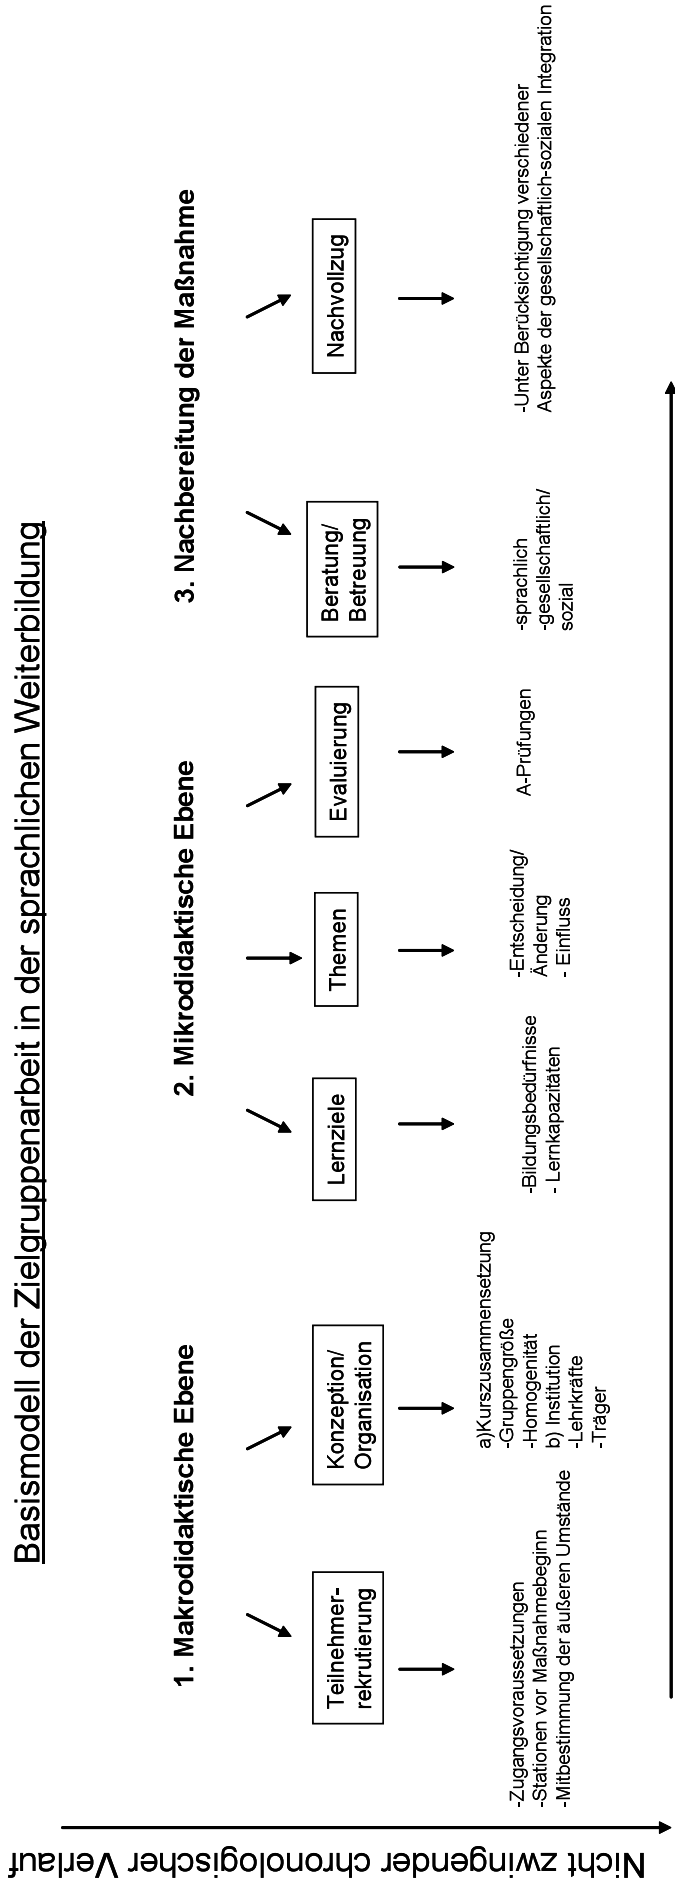 Basismodell der Zielgruppenarbeit in der sprachlichen Weiterbildung
1. Makrodidaktische Ebene
2. Mikrodidaktische Ebene
3. Nachbereitung der Maßnahme
Teilnehmer-
rekrutierung
Konzeption/
Organisation
Lernziele
Themen
Evaluierung
Beratung/
Betreuung
Nachvollzug
-Zugangsvoraussetzungen
-Stationen vor Maßnahmebeginn
-Mitbestimmung der äußeren Umstände
a)Kurszusammensetzung
-Gruppengröße
-Homogenität
b) Institution
-Lehrkräfte
-Träger
-Bildungsbedürfnisse
- Lernkapazitäten
-Entscheidung/
Änderung
- Einfluss
A-Prüfungen
-sprachlich
-gesellschaftlich/
sozial
-Unter Berücksichtigung verschiedener
Aspekte der gesellschaftlich-sozialen Integration
Nicht zwingender chronologischer Verlauf